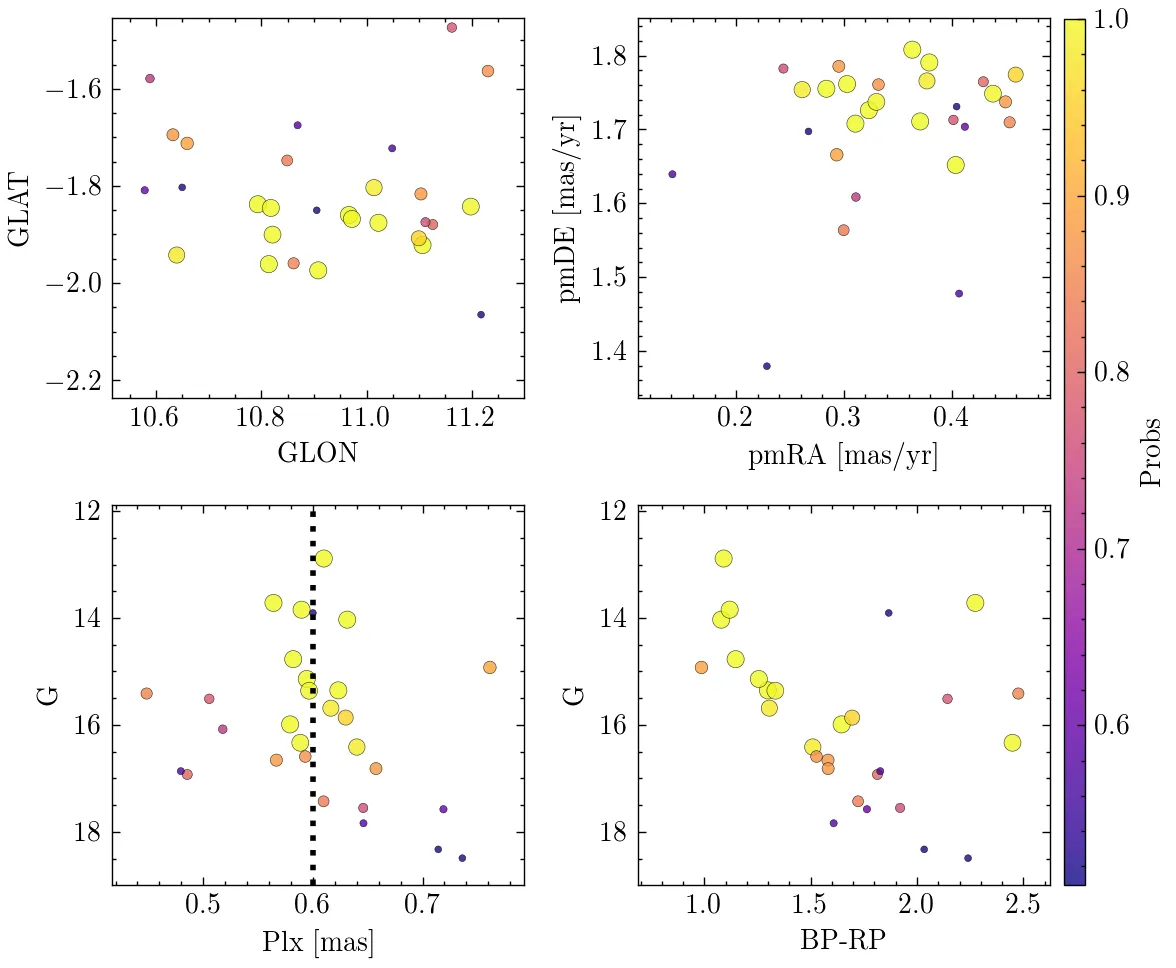 −1.6
−1.8
−2.0
−2.2
GLAT
10.6 10.8 11.0 11.2
GLON
1.8
1.7
1.6
1.5
1.4
pmDE [mas/yr]
0.2 0.3 0.4
pmRA [mas/yr]
12
14
16
18
G
0.5 0.6 0.7
Plx [mas]
12
14
16
18
G
1.0 1.5 2.0 2.5
BP-RP
1.0
0.9
0.8
0.7
0.6
Probs